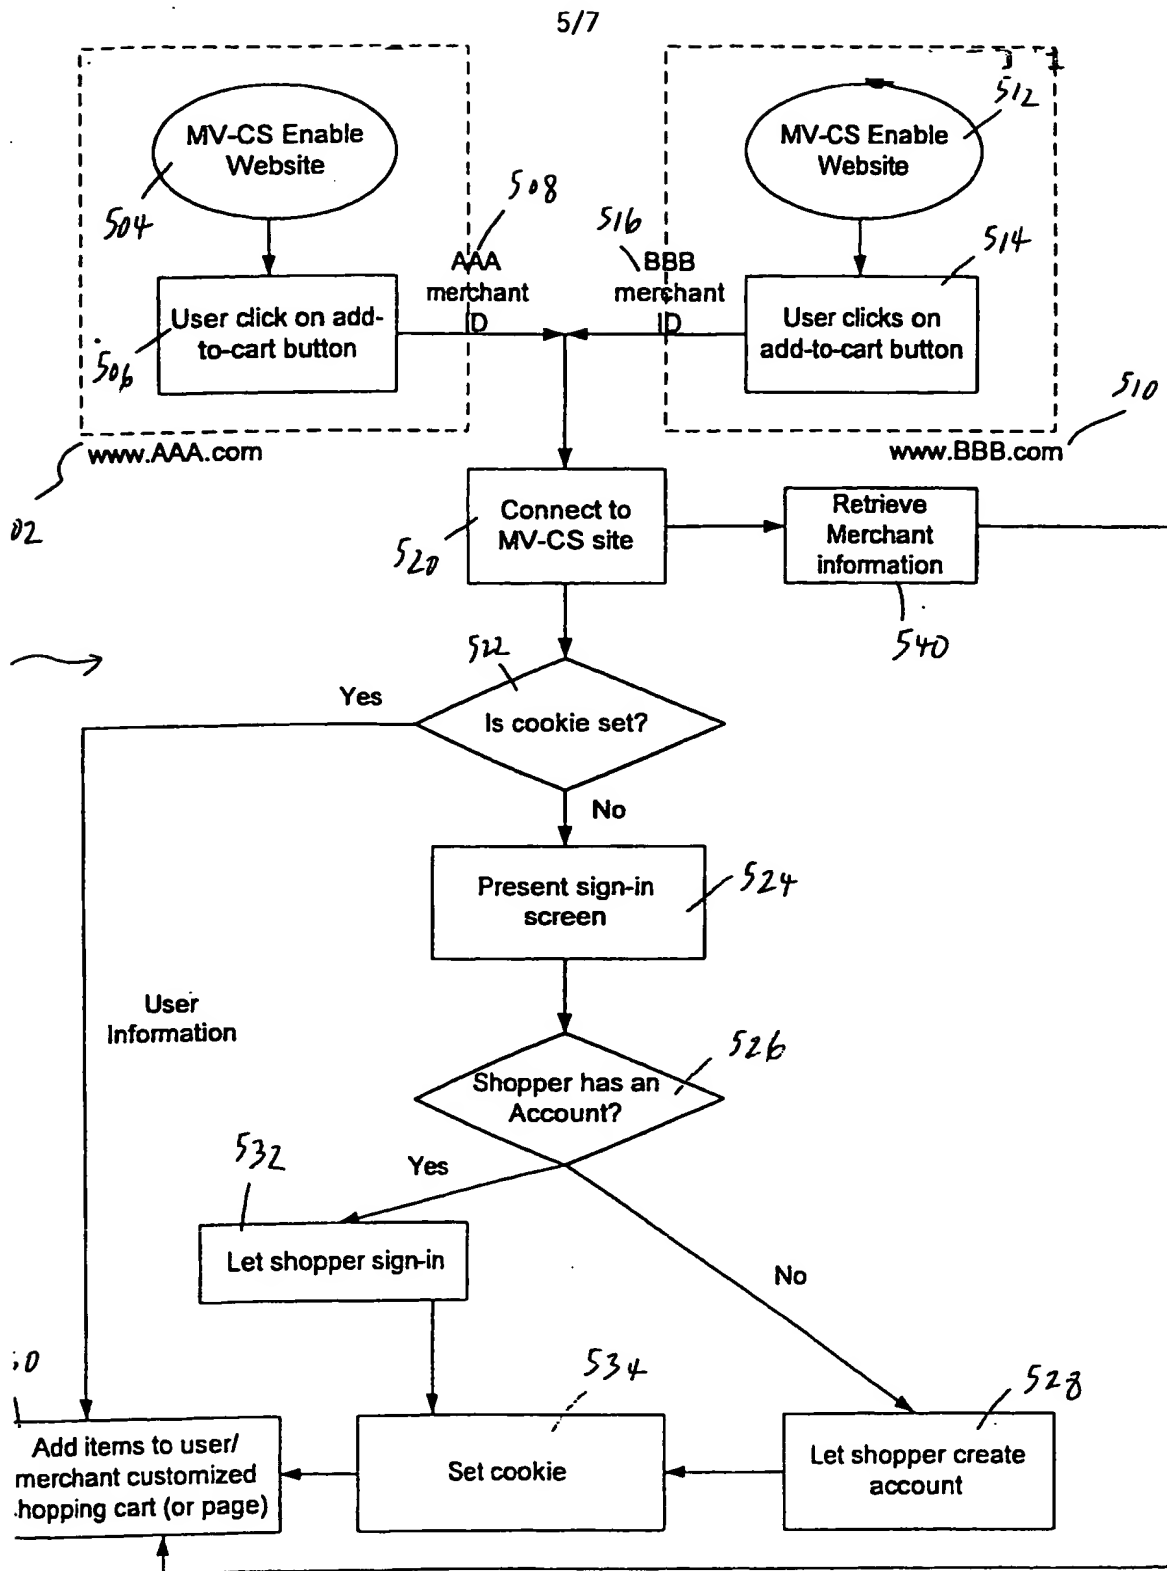 5/7
MV-CS Enable
Website
504
508
AAA
merchant
ID
User click on add-
to-cart button
506
www.AAA.com
02
512
MV-CS Enable
Website
516
BBB
merchant
ID
514
User clicks on
add-to-cart button
510
www.BBB.com
Connect to
MV-CS site
520
Retrieve
Merchant
information
540
522
Yes
Is cookie set?
No
Present sign-in
screen
524
User
Information
526
Shopper has an
Account?
532
Yes
Let shopper sign-in
No
534
528
Add items to user/
merchant customized
hopping cart (or page)
Set cookie
Let shopper create
account